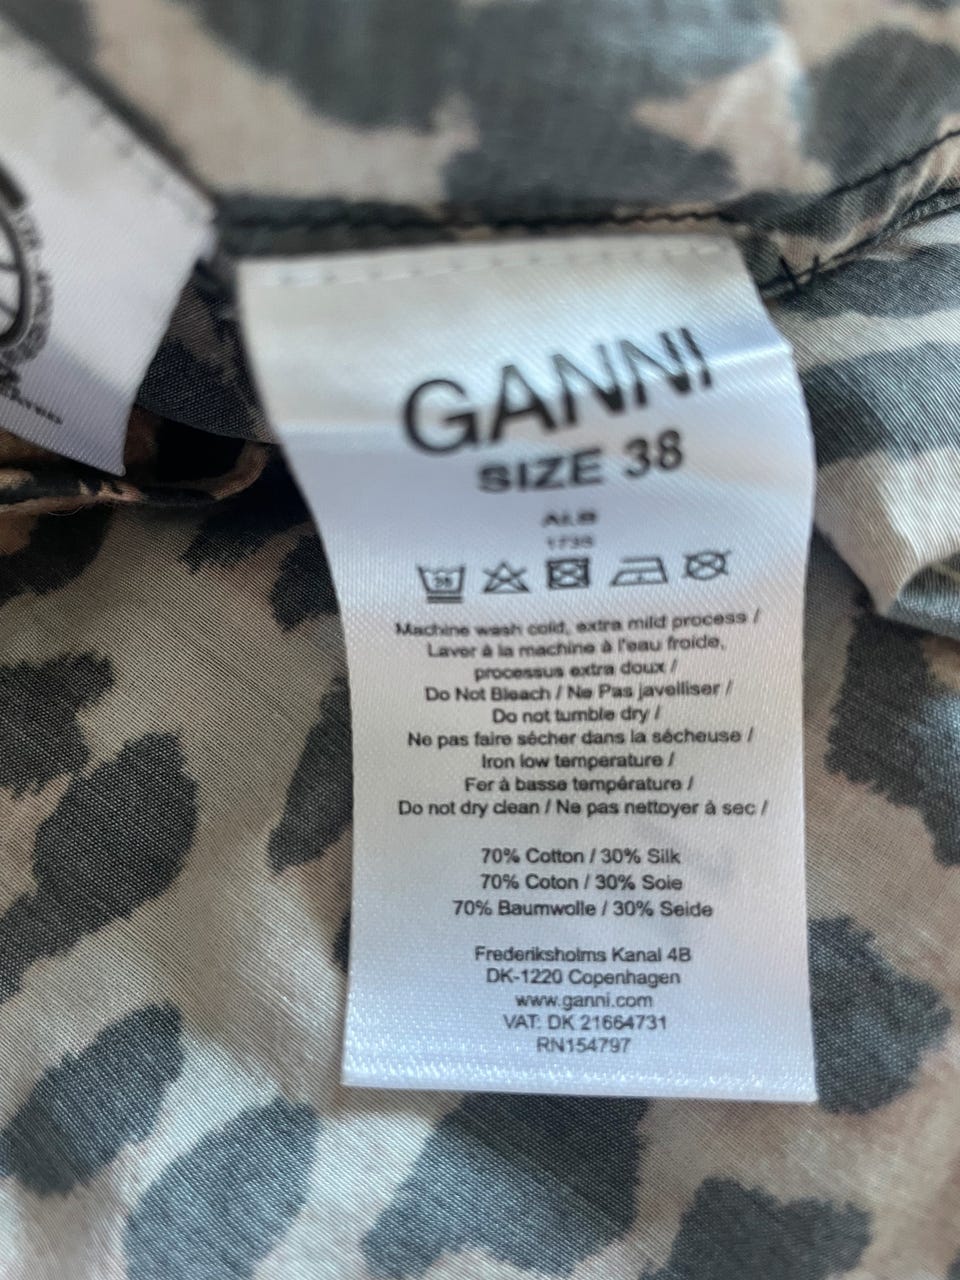 GANNI
SIZE 38
ALB
1735
30
Machine wash cold, extra mild process /
Laver à la machine à l'eau froide,
processus extra doux /
Do Not Bleach / Ne Pas javelliser /
Do not tumble dry /
Ne pas faire sécher dans la sécheuse /
Iron low temperature /
Fer à basse température /
Do not dry clean / Ne pas nettoyer à sec /
70% Cotton / 30% Silk
70% Coton / 30% Soie
70% Baumwolle / 30% Seide
Frederiksholms Kanal 4B
DK-1220 Copenhagen
www.ganni.com
VAT: DK 21664731
RN154797